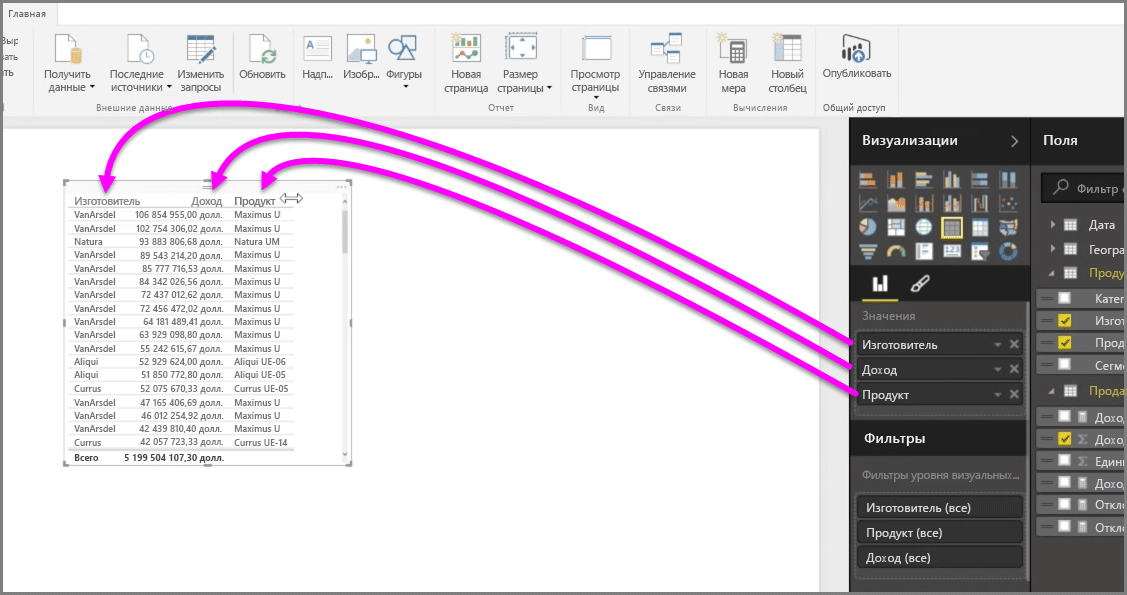 Главная
Получить
данные
Последние
источники
Изменить
запросы
Обновить
Надп...
Изобр...
Фигуры
Новая
страница
Размер
страницы
Просмотр
страницы
Управление
связями
Новая
мера
Новый
столбец
Опубликовать
Внешние данные
Отчет
Вид
Связи
Вычисления
Общий доступ
Изготовитель Доход Продукт
VanArsdel 106 854 955,00 долл. Maximus U
VanArsdel 102 754 306,02 долл. Maximus U
Natura 93 883 806,68 долл. Natura UM
VanArsdel 89 543 214,20 долл. Maximus U
VanArsdel 85 777 716,53 долл. Maximus U
VanArsdel 84 342 026,56 долл. Maximus U
VanArsdel 72 437 012,62 долл. Maximus U
VanArsdel 72 456 472,02 долл. Maximus U
VanArsdel 64 181 489,41 долл. Maximus U
VanArsdel 63 929 098,80 долл. Maximus U
VanArsdel 55 242 615,67 долл. Maximus U
Aliqui 52 929 624,00 долл. Aliqui UE-06
Aliqui 51 850 772,80 долл. Aliqui UE-05
Currus 52 075 670,33 долл. Currus UE-05
VanArsdel 47 165 406,69 долл. Maximus U
VanArsdel 46 012 254,92 долл. Maximus U
VanArsdel 42 439 810,40 долл. Maximus U
Currus 42 057 723,33 долл. Currus UE-14
Всего 5 199 504 107,30 долл.
Визуализации
Значения
Изготовитель
Доход
Продукт
Фильтры
Фильтры уровня визуальных...
Изготовитель (все)
Продукт (все)
Доход (все)
Поля
Фильтр
Дата
Геогра
Проду
Катег
Изгот
Прод
Сегме
Прода
Доход
Доход
Едини
Доход
Откло
Откло